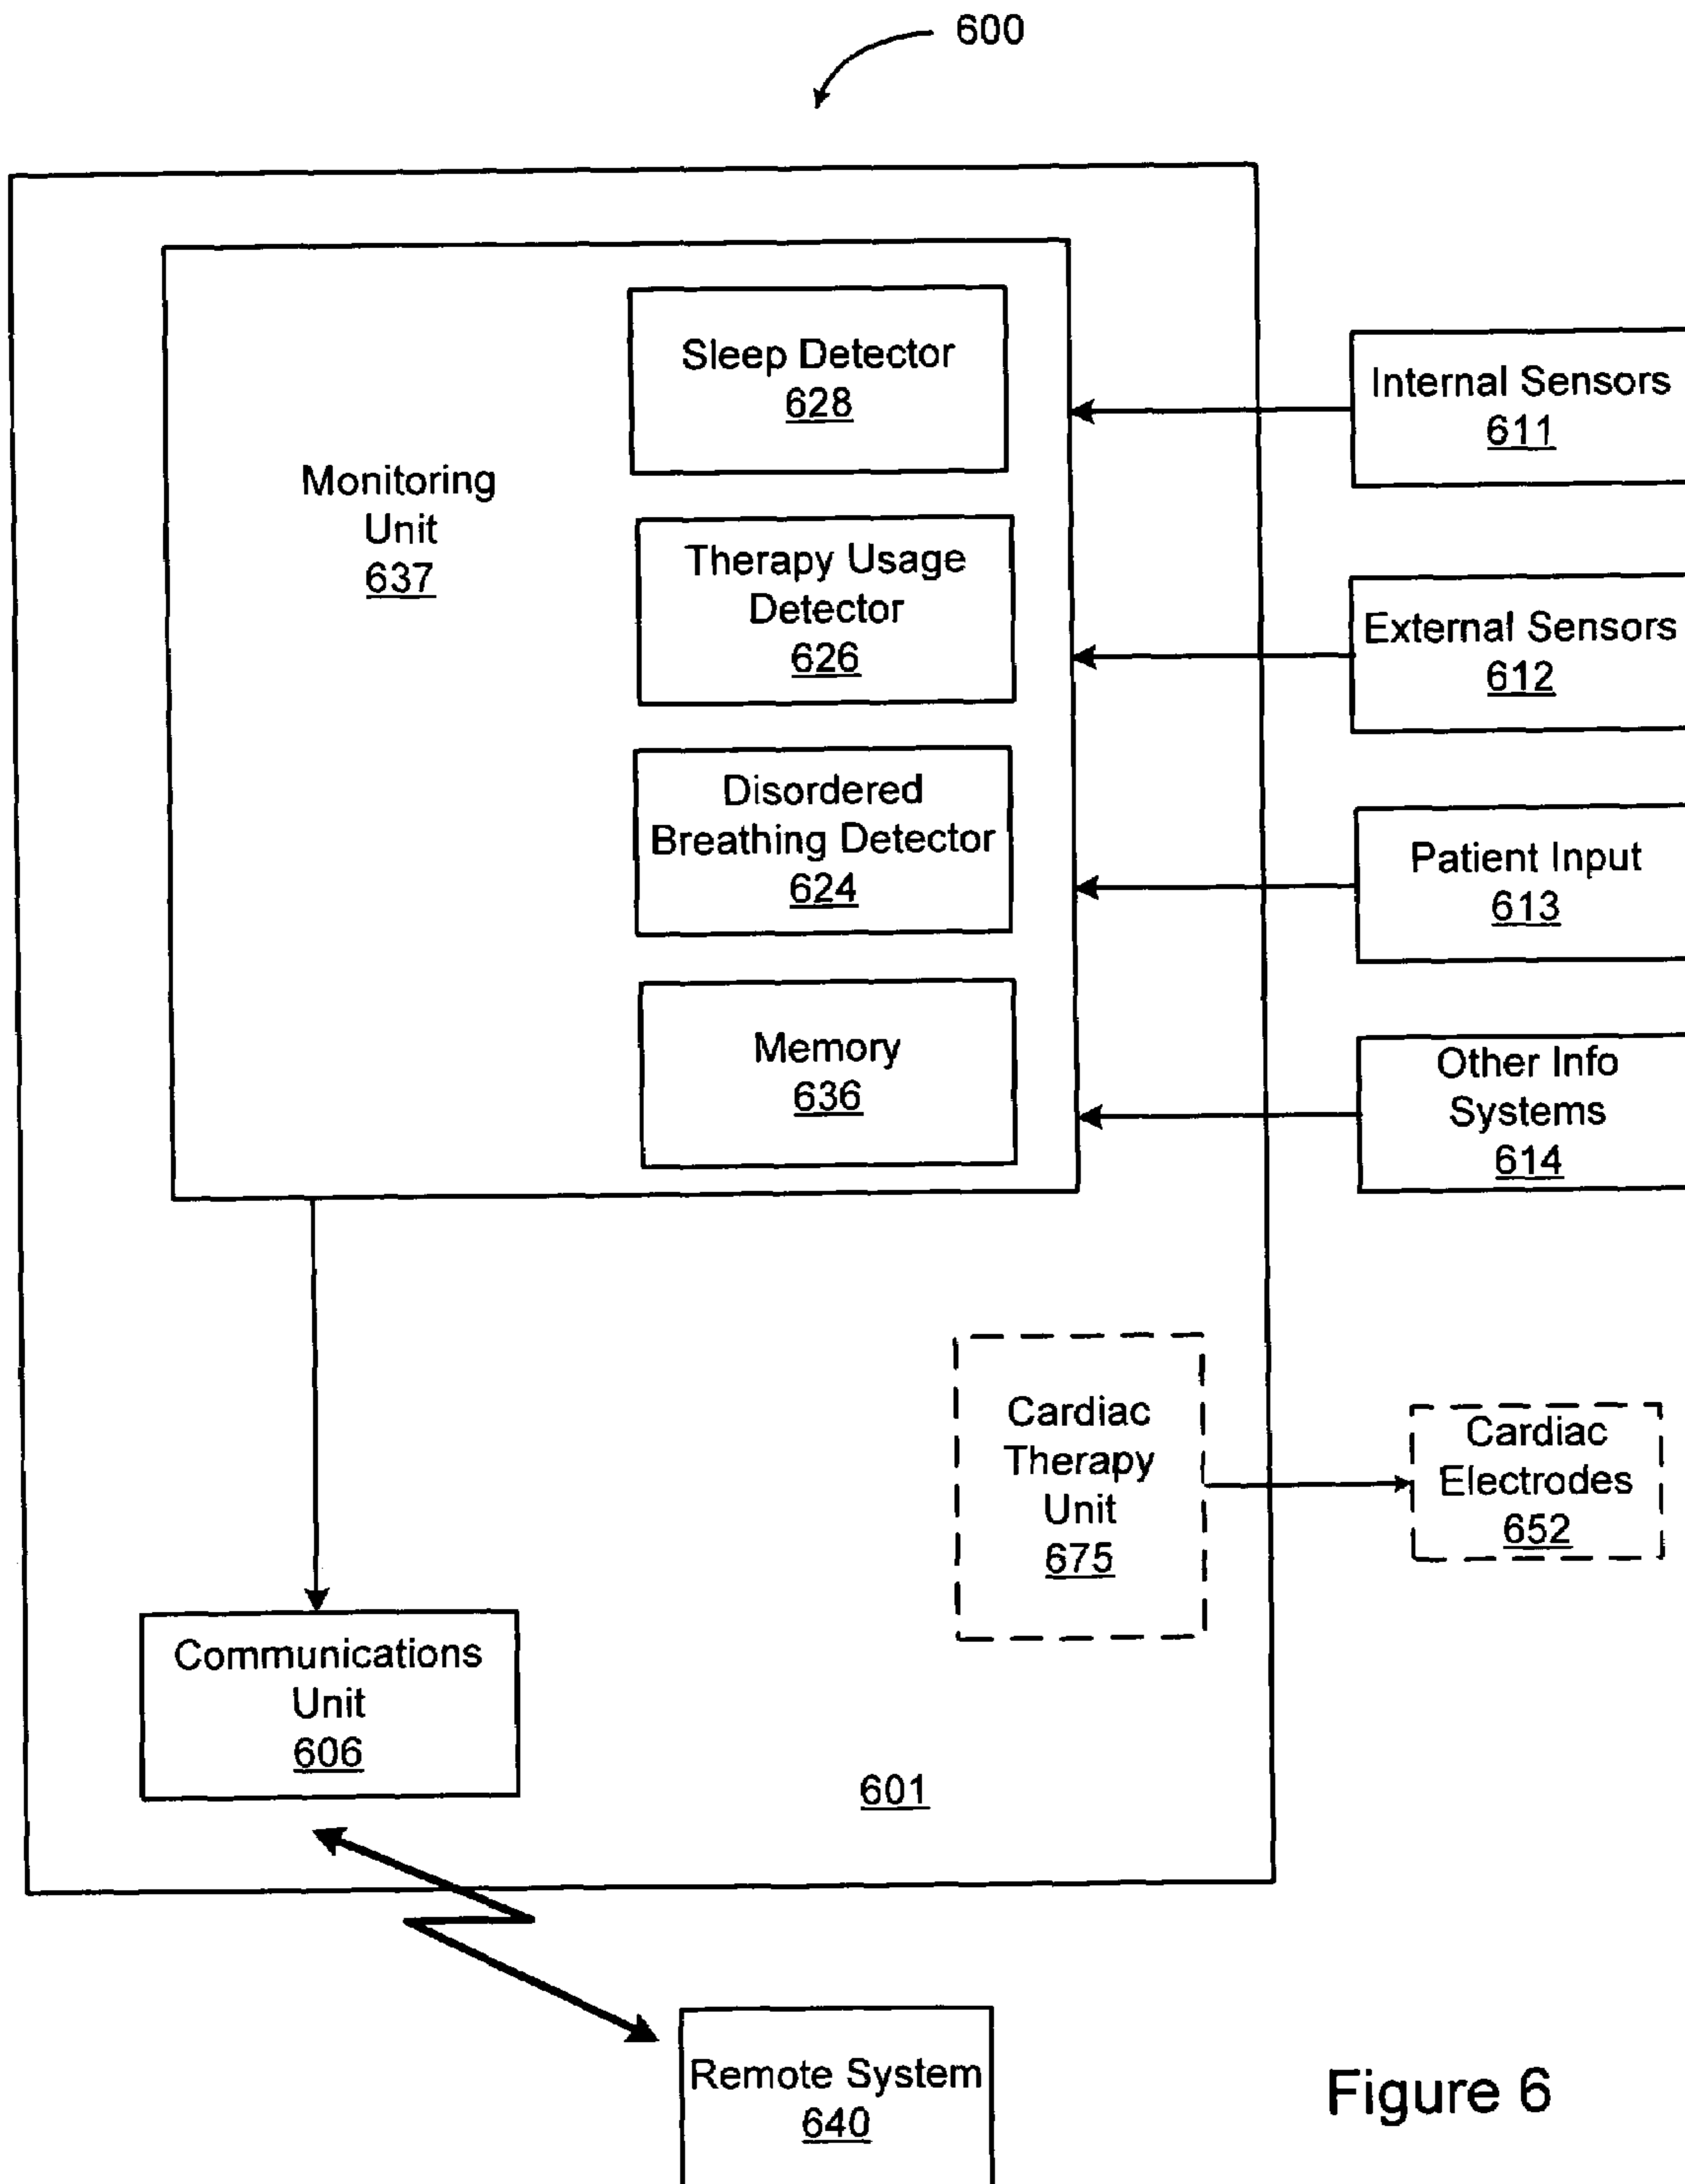 600
Sleep Detector
628
Monitoring
Unit
637
Therapy Usage
Detector
626
Disordered
Breathing Detector
624
Memory
636
Internal Sensors
611
External Sensors
612
Patient Input
613
Other Info
Systems
614
Cardiac
Therapy
Unit
675
Cardiac
Electrodes
652
Communications
Unit
606
601
Remote System
640
Figure 6